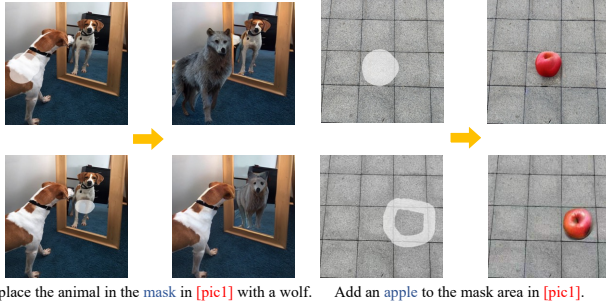 place the animal in the mask in [pic1] with a wolf.
Add an apple to the mask area in [pic1].